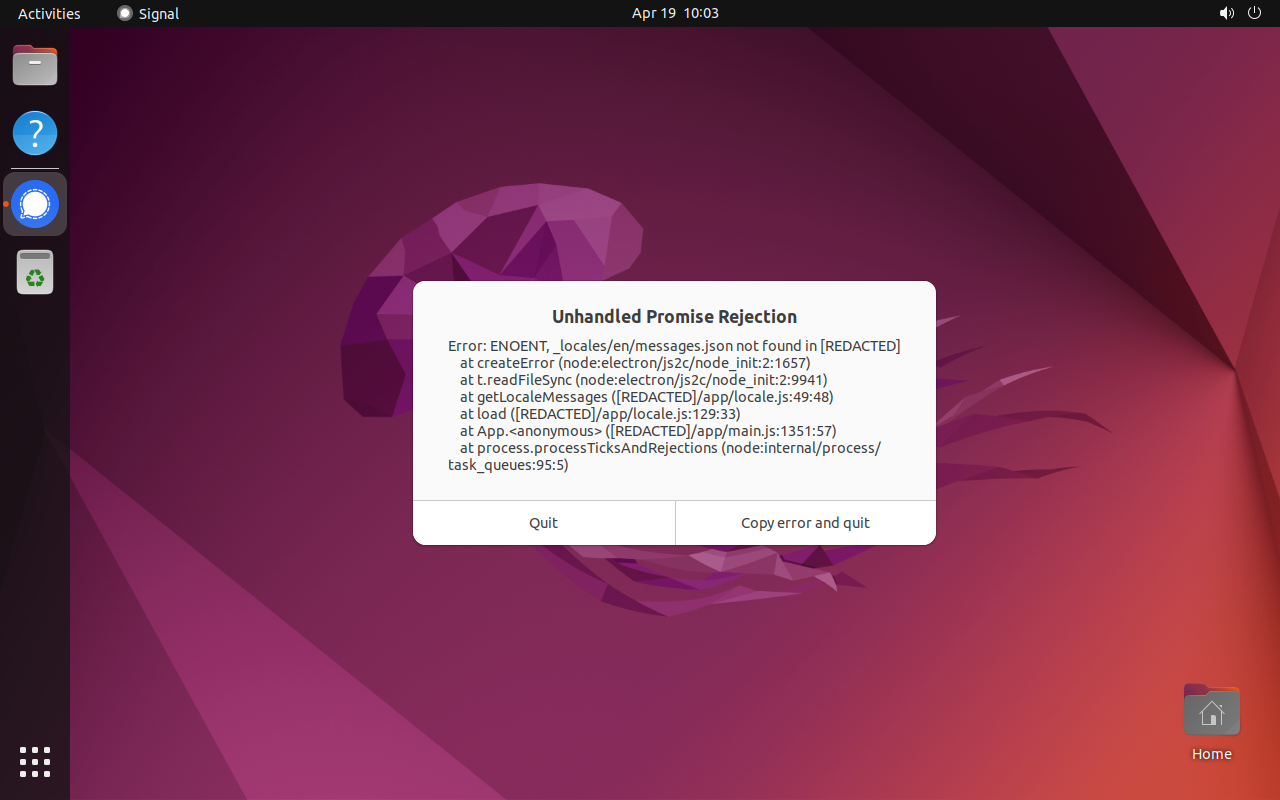 Activities
Signal
Apr 19 10:03
?
Unhandled Promise Rejection
Error: ENOENT, _locales/en/messages.json not found in [REDACTED]
at createError (node:electron/js2c/node_init:2:1657)
at t.readFileSync (node:electron/js2c/node_init:2:9941)
at getLocaleMessages ([REDACTED]/app/locale.js:49:48)
at load ([REDACTED]/app/locale.js:129:33)
at App.<anonymous> ([REDACTED]/app/main.js:1351:57)
at process.processTicksAndRejections (node:internal/process/
task_queues:95:5)
Quit
Copy error and quit
Home